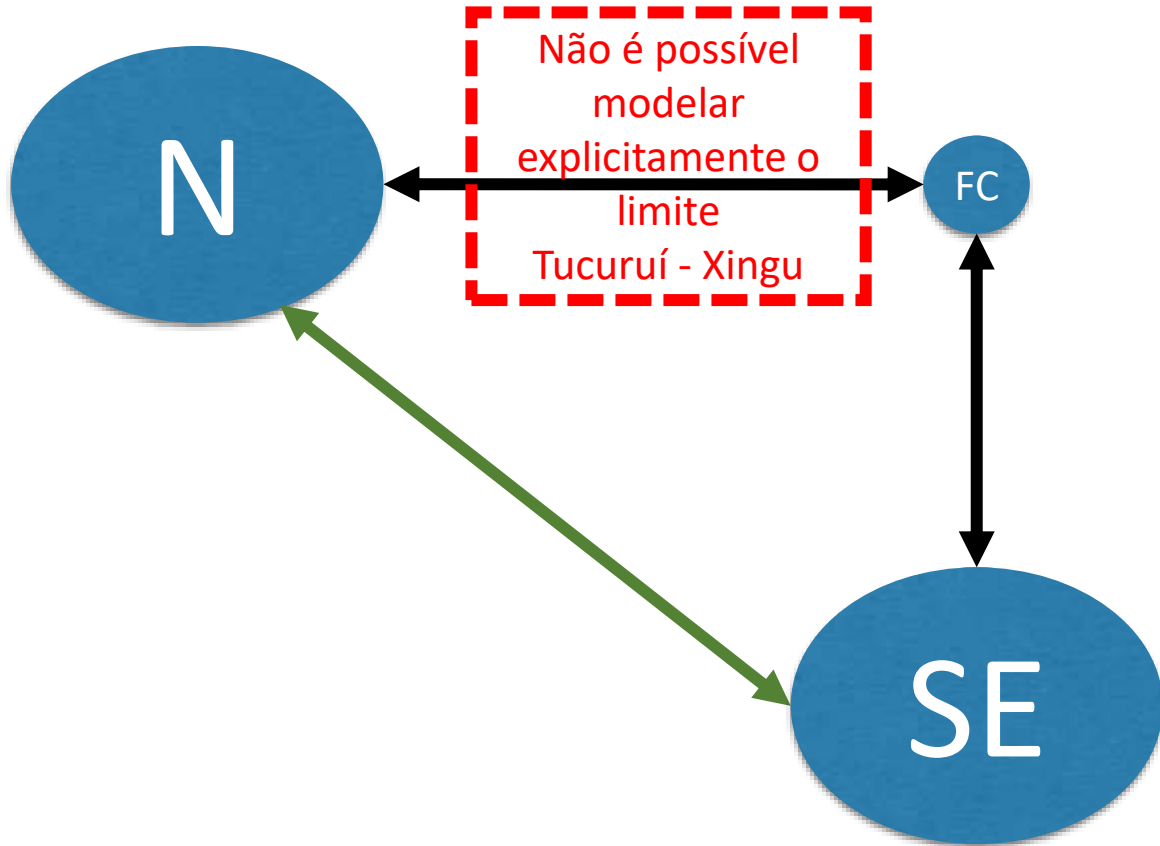 Não é possível
modelar
explicitamente o
limite
Tucuruí - Xingu
N
FC
SE